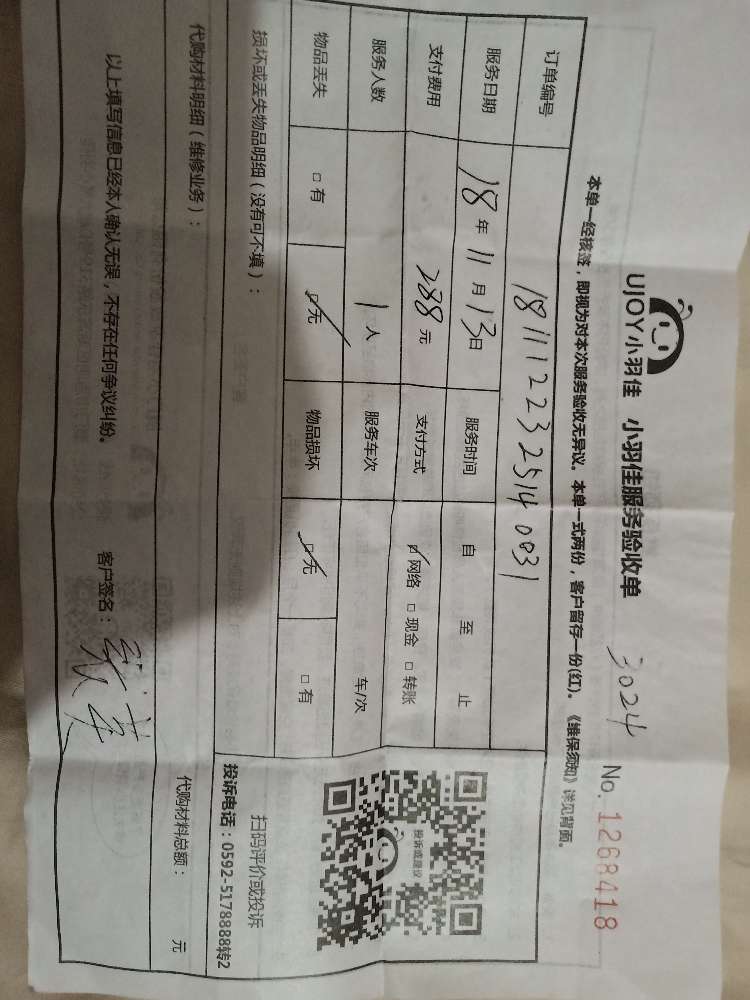 UJOY小羽佳 小羽佳服务验收单 3024 No. 1268418
本单一经核签，即视为对本次服务验收无异议。本单一式两份，客户留存一份(红)。《维保须知》详见背面。
订单编号 1811122325140831
服务日期 18年11月13日 服务时间 自 至 止
支付费用 288元 支付方式 ☑网络 □现金 □转账
服务人数 1人 服务车次 车/次
物品丢失 □有 ☑无 物品损坏 ☑无 □有
投诉或建议
扫码评价或投诉
投诉电话：0592-5178888转2
损坏或丢失物品明细（没有可不填）：
代购材料明细（维修业务）： 代购材料总额： 元
以上填写信息已经本人确认无误，不存在任何争议纠纷。 客户签名：